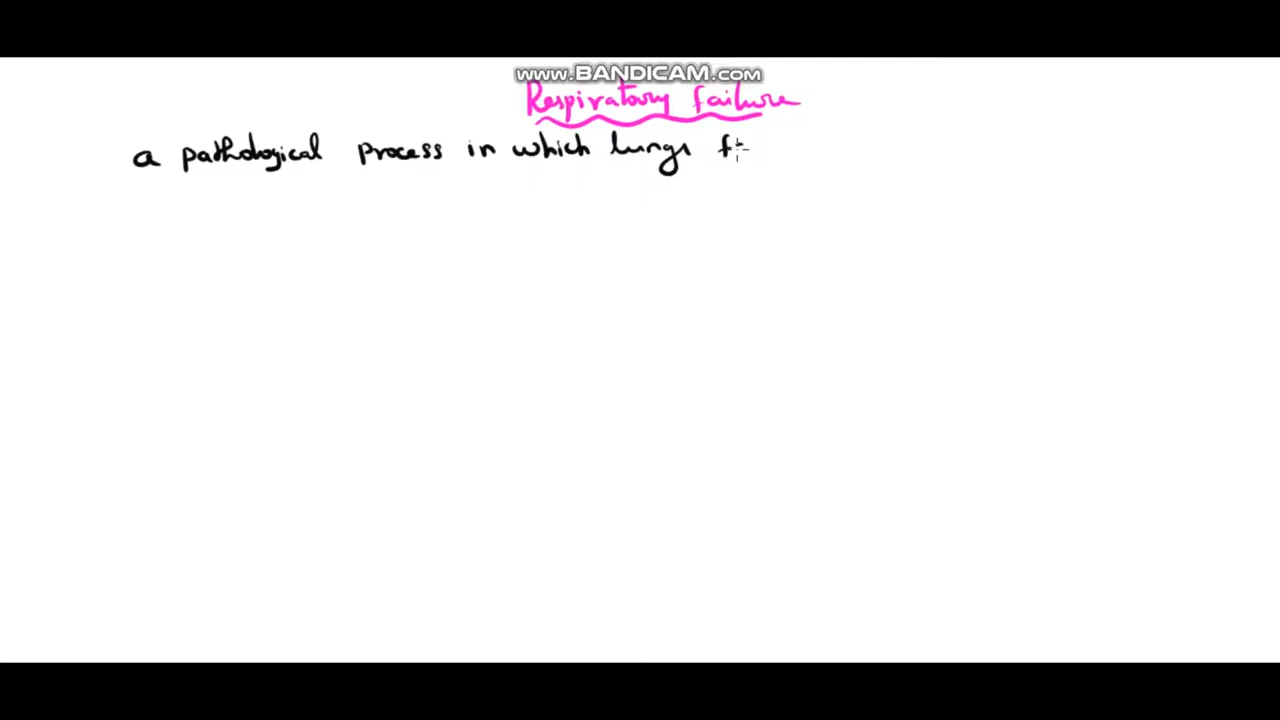 www.BANDICAM.com
Respiratory failure
a pathological process in which lungs f